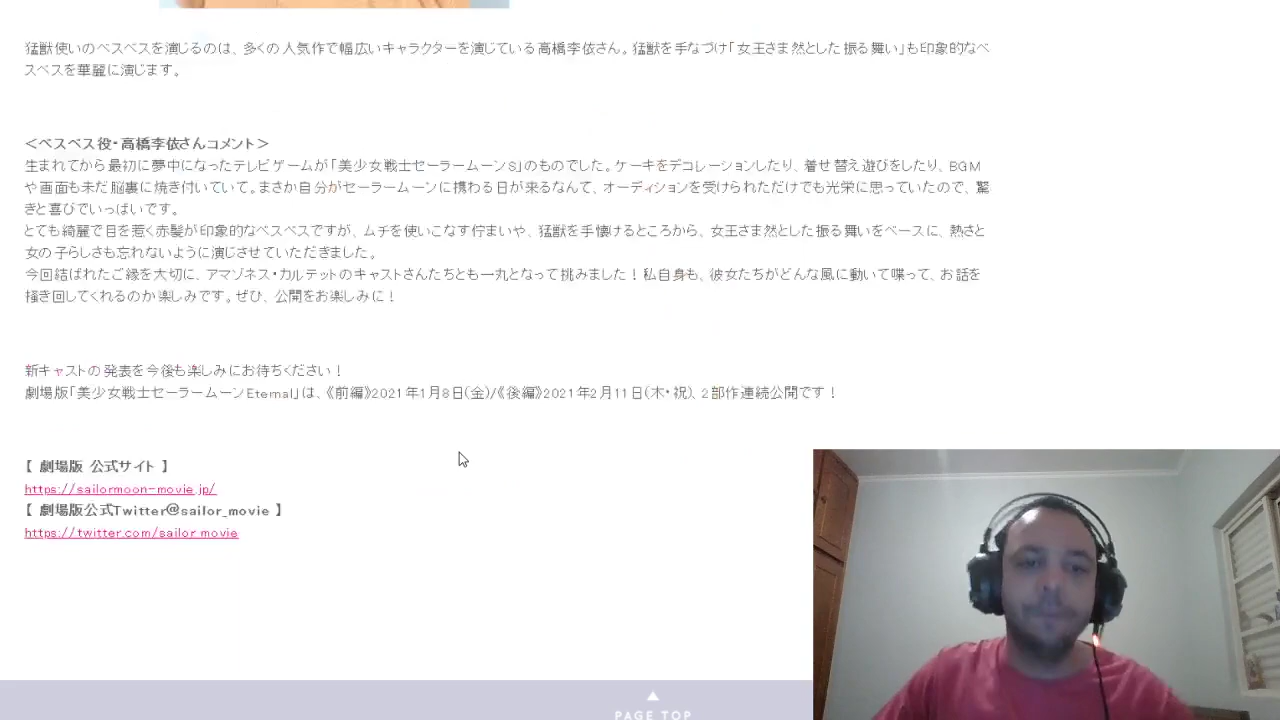 猛獣使いのベスベスを演じるのは、多くの人気作で幅広いキャラクターを演じている高橋李依さん。猛獣を手なづけ「女王さま然とした振る舞い」も印象的なベ
スベスを華麗に演じます。
＜ベスベス役・高橋李依さんコメント＞
生まれてから最初に夢中になったテレビゲームが「美少女戦士セーラームーンS」のものでした。ケーキをデコレーションしたり、着せ替え遊びをしたり、BGM
や画面も未だ脳裏に焼き付いていて。まさか自分がセーラームーンに携わる日が来るなんて、オーディションを受けられただけでも光栄に思っていたので、驚
きと喜びでいっぱいです。
とても綺麗で目を惹く赤髪が印象的なベスベスですが、ムチを使いこなす佇まいや、猛獣を手懐けるところから、女王さま然とした振る舞いをベースに、熱さと
女の子らしさも忘れないように演じさせていただきました。
今回結ばれたご縁を大切に、アマゾネス・カルテットのキャストさんたちとも一丸となって挑みました！私自身も、彼女たちがどんな風に動いて喋って、お話を
掻き回してくれるのか楽しみです。ぜひ、公開をお楽しみに！
新キャストの発表を今後も楽しみにお待ちください！
劇場版「美少女戦士セーラームーンEternal」は、《前編》2021年1月8日(金)/《後編》2021年2月11日(木・祝)、2部作連続公開です！
【 劇場版 公式サイト 】
https://sailormoon-movie.jp/
【 劇場版公式Twitter@sailor_movie 】
https://twitter.com/sailor_movie
PAGE TOP